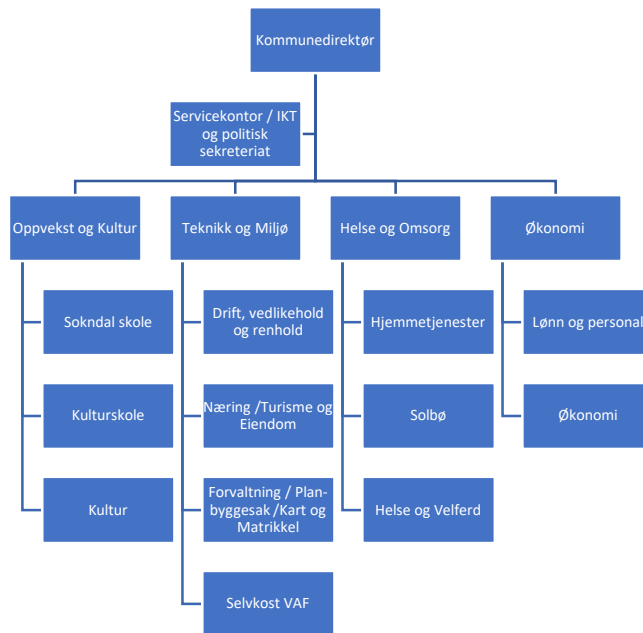 Kommunedirektør
Servicekontor / IKT
og politisk
sekreteriat
Oppvekst og Kultur
Teknikk og Miljø
Helse og Omsorg
Økonomi
Sokndal skole
Drift, vedlikehold
og renhold
Hjemmetjenester
Lønn og personal
Kulturskole
Næring /Turisme og
Eiendom
Solbø
Økonomi
Kultur
Forvaltning / Plan-
byggesak /Kart og
Matrikkel
Helse og Velferd
Selvkost VAF